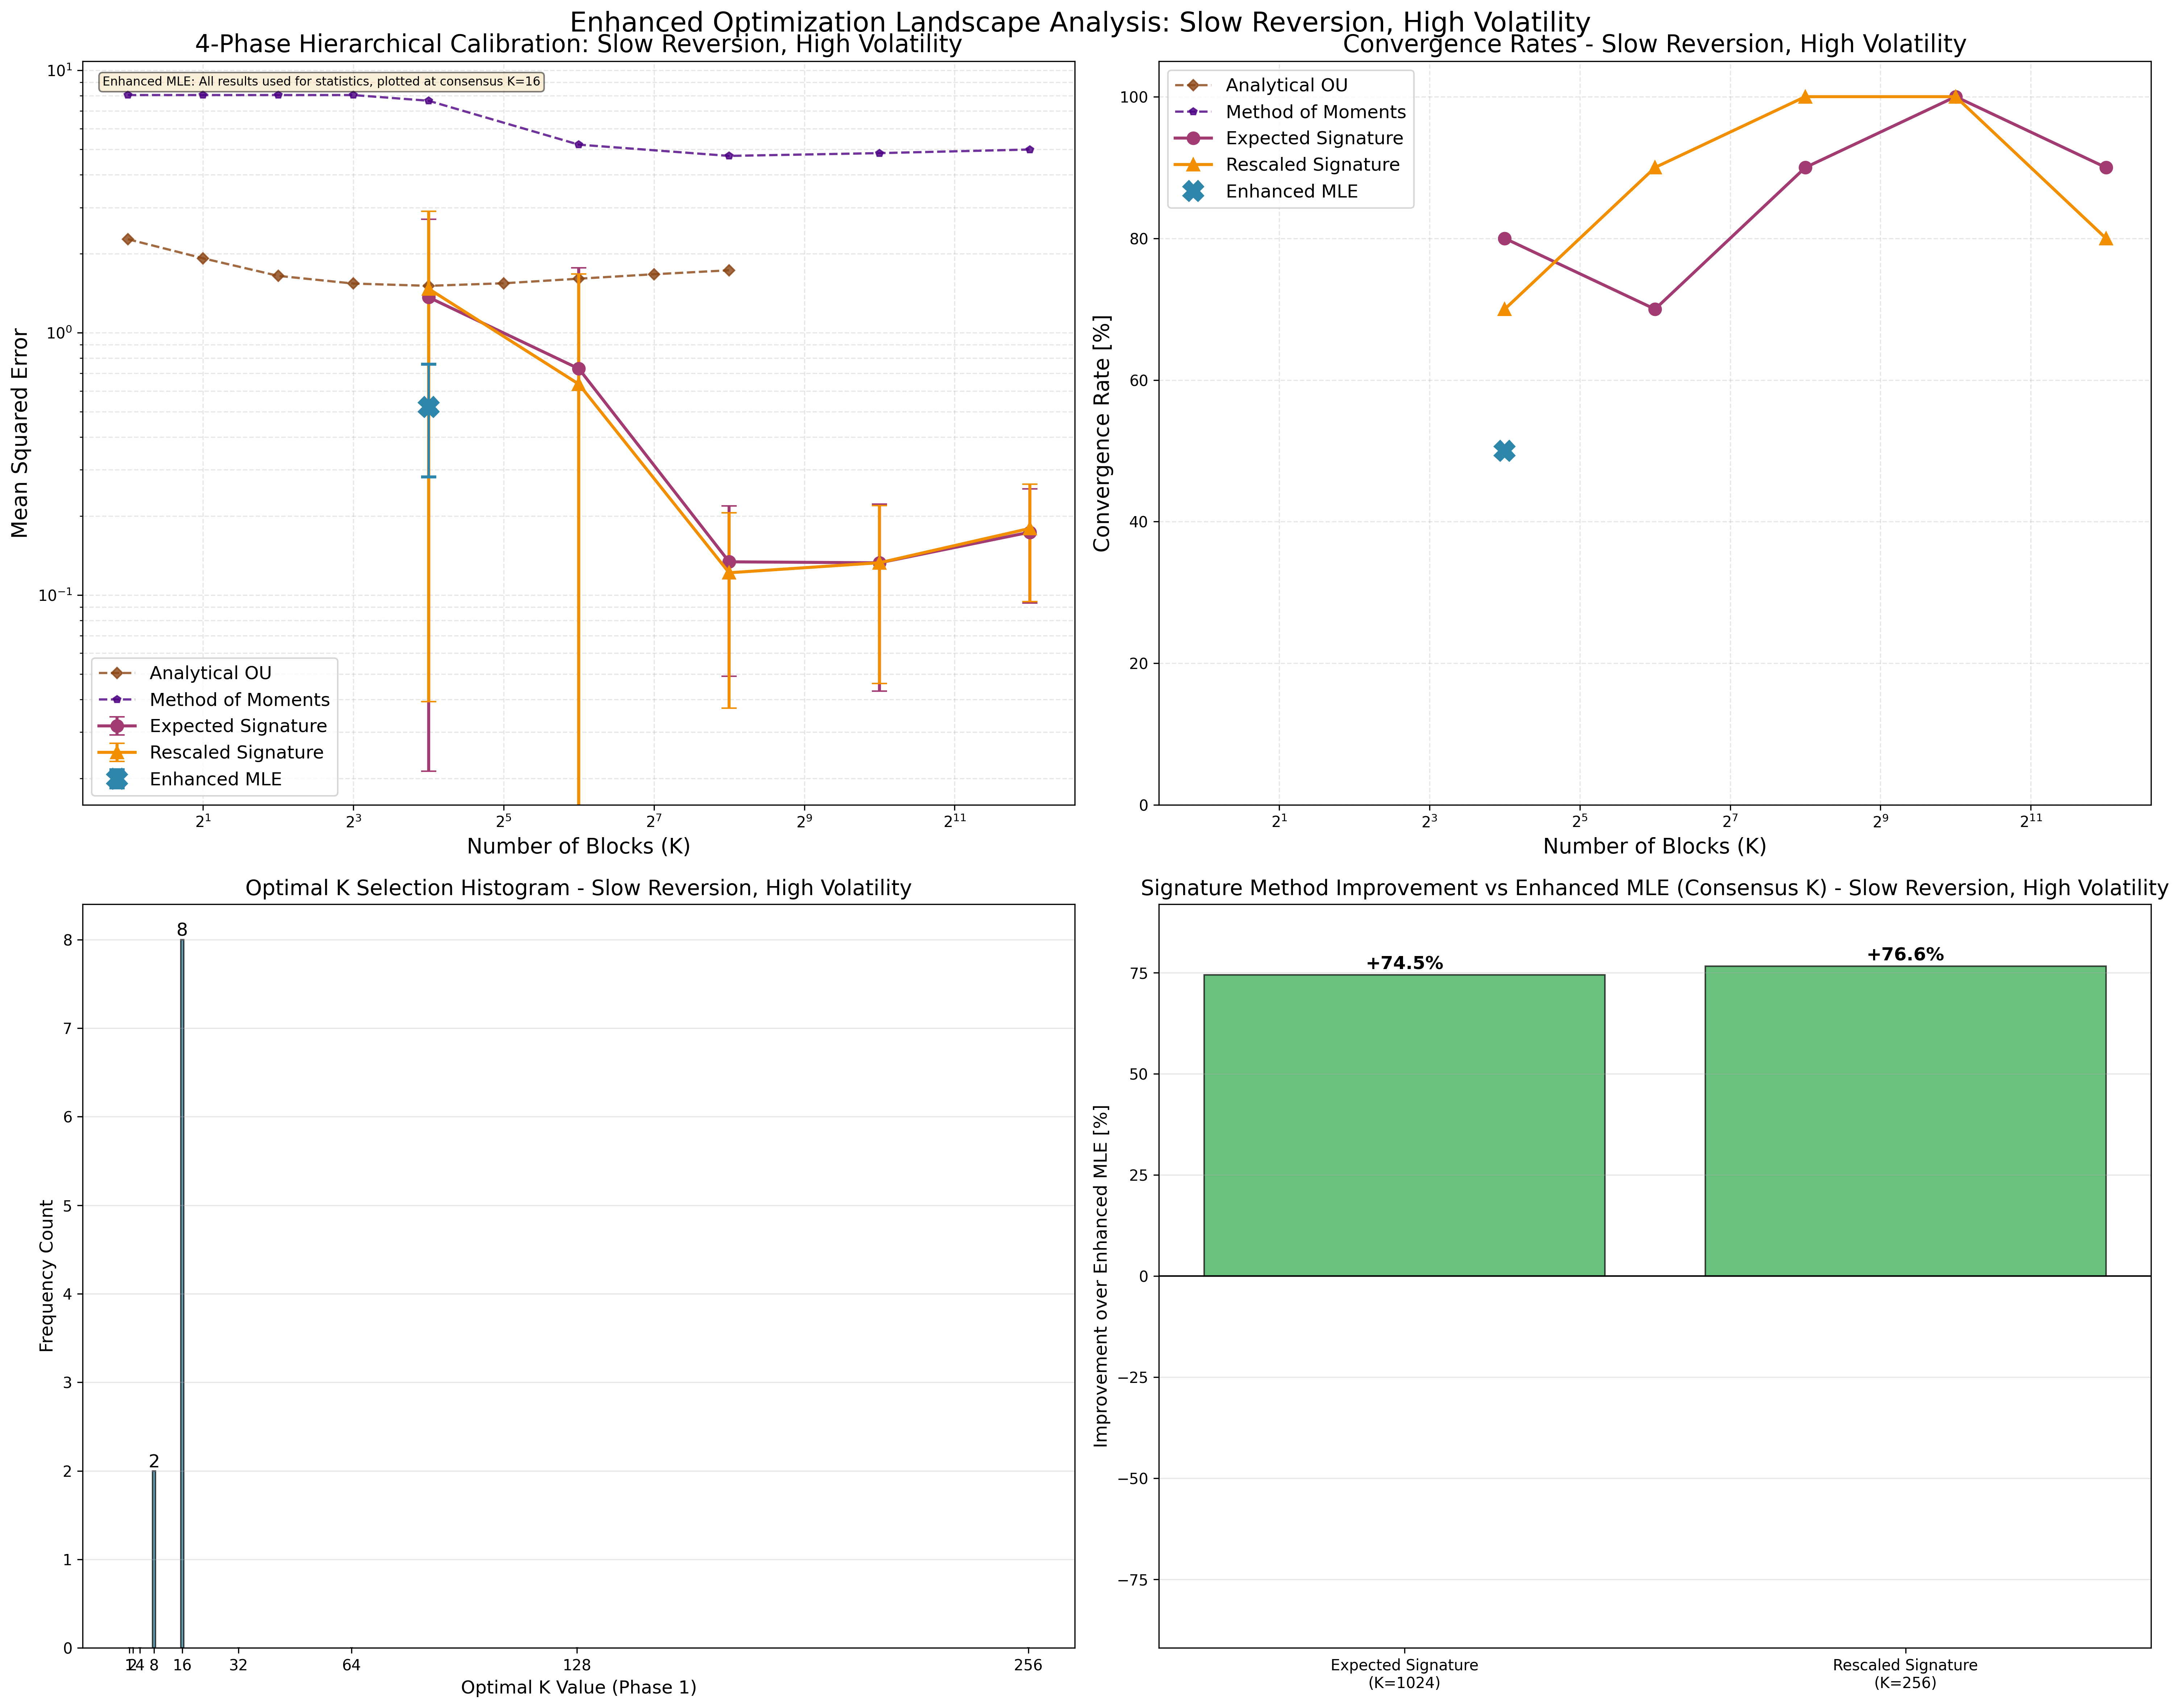 Enhanced Optimization Landscape Analysis: Slow Reversion, High Volatility
4-Phase Hierarchical Calibration: Slow Reversion, High Volatility
Enhanced MLE: All results used for statistics, plotted at consensus K=16
Mean Squared Error
10¹
10⁰
10⁻¹
Analytical OU
Method of Moments
Expected Signature
Rescaled Signature
Enhanced MLE
2¹ 2³ 2⁵ 2⁷ 2⁹ 2¹¹
Number of Blocks (K)
Convergence Rates - Slow Reversion, High Volatility
Analytical OU
Method of Moments
Expected Signature
Rescaled Signature
Enhanced MLE
Convergence Rate [%]
100
80
60
40
20
0
2¹ 2³ 2⁵ 2⁷ 2⁹ 2¹¹
Number of Blocks (K)
Optimal K Selection Histogram - Slow Reversion, High Volatility
Frequency Count
8
7
6
5
4
3
2
1
0
8
2
1 2 4 8 16 32 64 128 256
Optimal K Value (Phase 1)
Signature Method Improvement vs Enhanced MLE (Consensus K) - Slow Reversion, High Volatility
Improvement over Enhanced MLE [%]
75
50
25
0
−25
−50
−75
+74.5%
+76.6%
Expected Signature
(K=1024)
Rescaled Signature
(K=256)